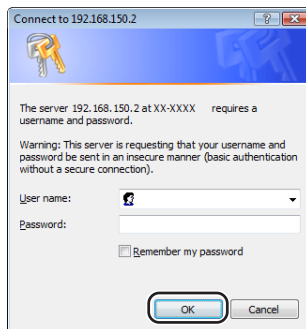 Connect to 192.168.150.2
The server 192.168.150.2 at XX-XXXX requires a
username and password.
Warning: This server is requesting that your username and
password be sent in an insecure manner (basic authentication
without a secure connection).
User name:
Password:
Remember my password
OK Cancel